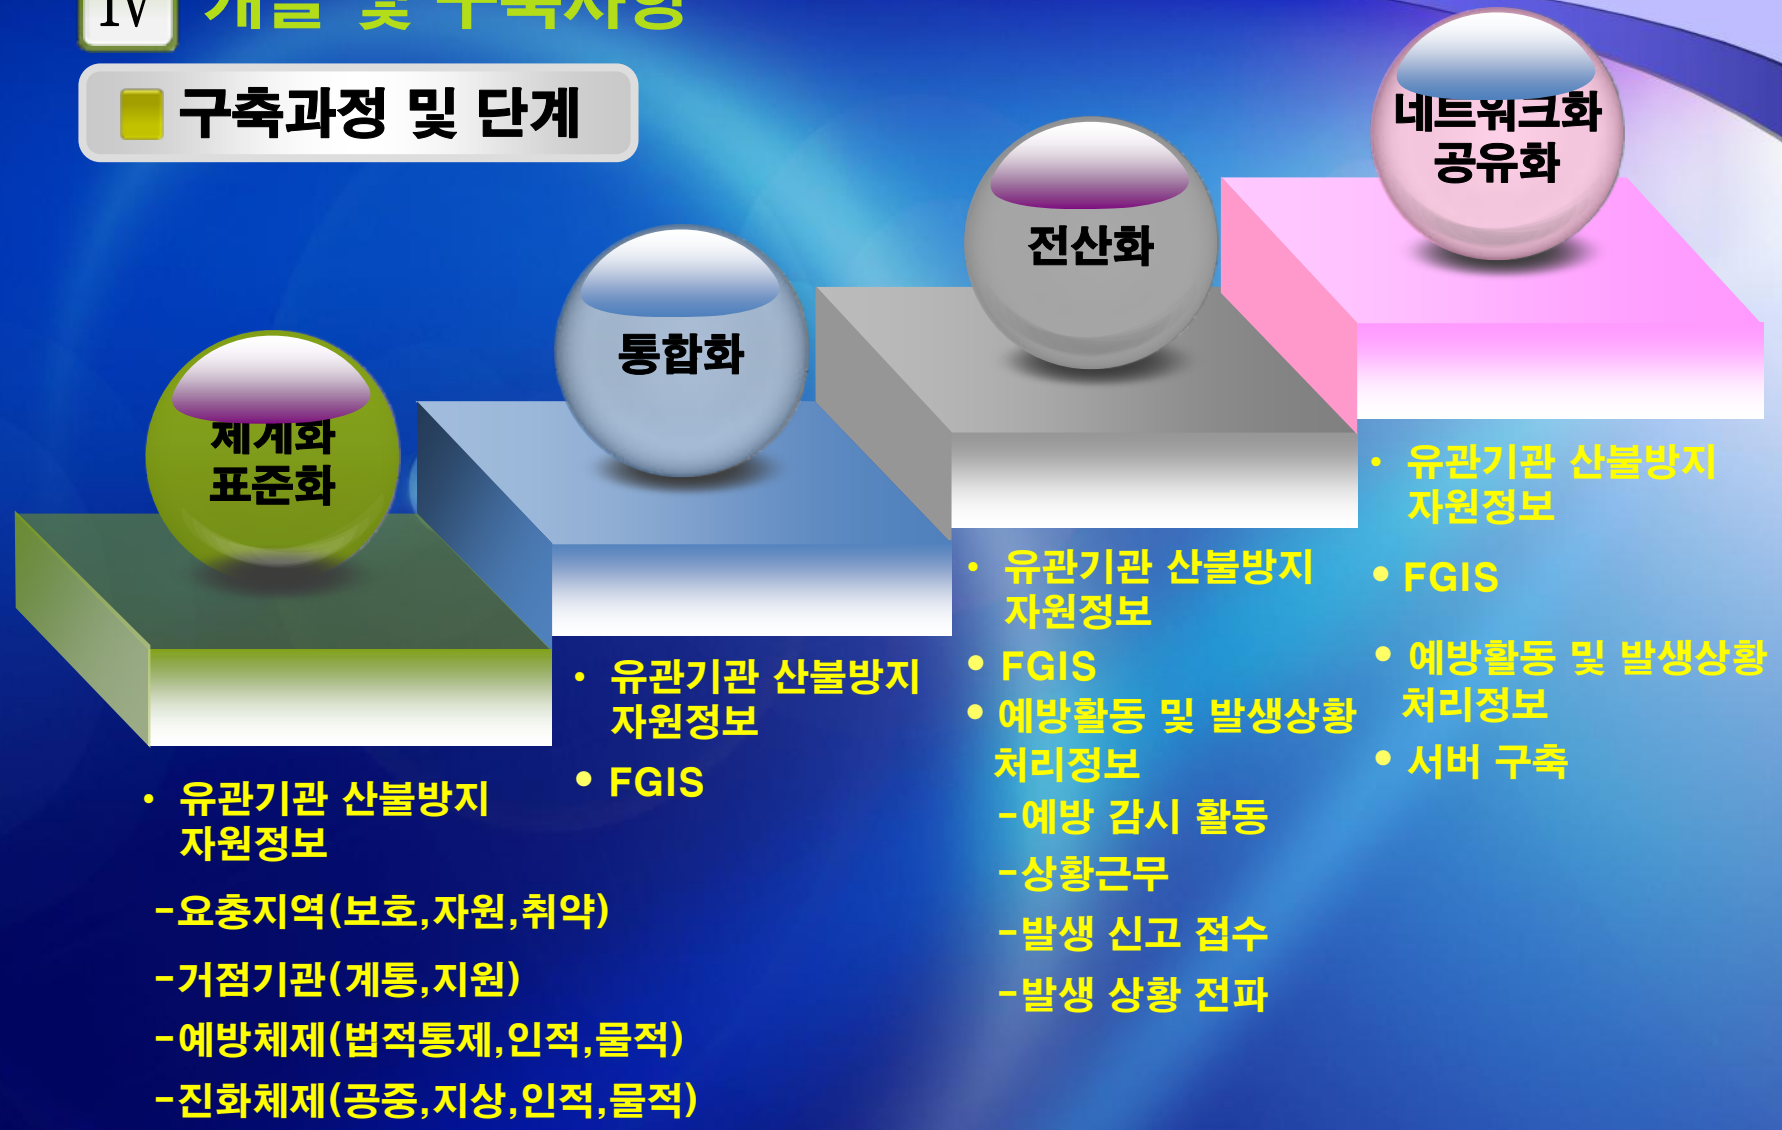 IV 개발 및 구축사항
구축과정 및 단계
네트워크화
공유화
전산화
통합화
체계화
표준화
• 유관기관 산불방지
자원정보
-요충지역(보호,자원,취약)
-거점기관(계통,지원)
-예방체제(법적통제,인적,물적)
-진화체제(공중,지상,인적,물적)
• 유관기관 산불방지
자원정보
• FGIS
• 유관기관 산불방지
자원정보
• FGIS
• 예방활동 및 발생상황
처리정보
-예방 감시 활동
-상황근무
-발생 신고 접수
-발생 상황 전파
• 유관기관 산불방지
자원정보
• FGIS
• 예방활동 및 발생상황
처리정보
• 서버 구축